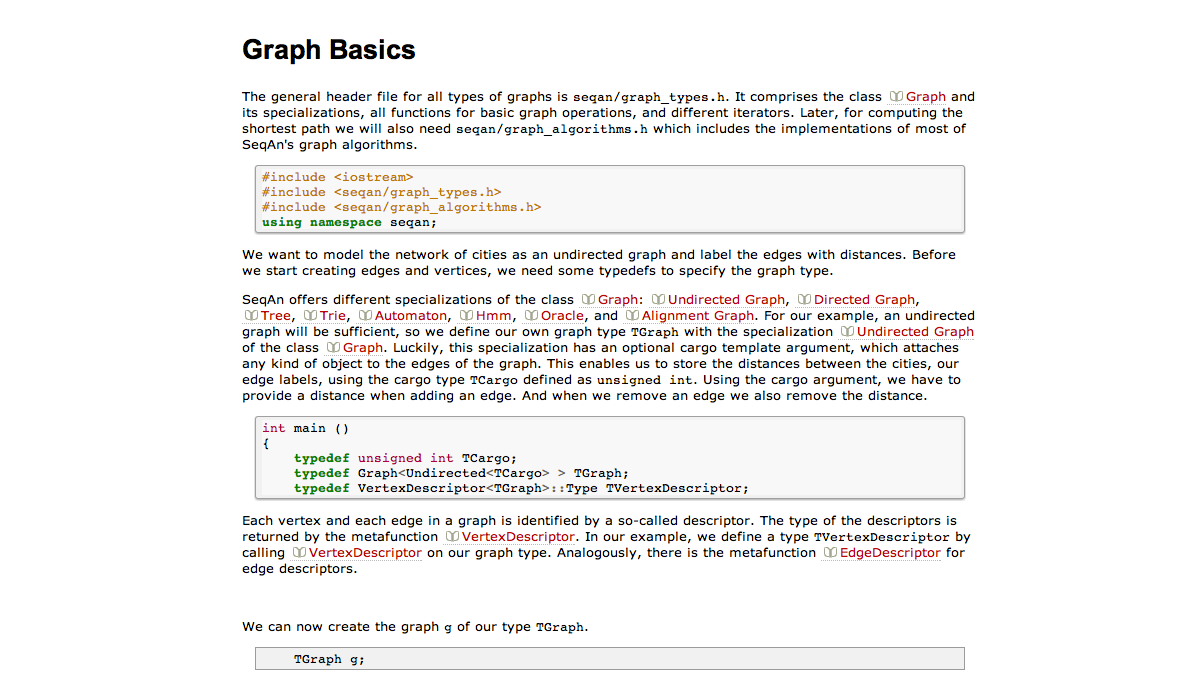 Graph Basics
The general header file for all types of graphs is seqan/graph_types.h. It comprises the class Graph and
its specializations, all functions for basic graph operations, and different iterators. Later, for computing the
shortest path we will also need seqan/graph_algorithms.h which includes the implementations of most of
SeqAn's graph algorithms.
#include <iostream>
#include <seqan/graph_types.h>
#include <seqan/graph_algorithms.h>
using namespace seqan;
We want to model the network of cities as an undirected graph and label the edges with distances. Before
we start creating edges and vertices, we need some typedefs to specify the graph type.
SeqAn offers different specializations of the class Graph: Undirected Graph, Directed Graph,
Tree, Trie, Automaton, Hmm, Oracle, and Alignment Graph. For our example, an undirected
graph will be sufficient, so we define our own graph type TGraph with the specialization Undirected Graph
of the class Graph. Luckily, this specialization has an optional cargo template argument, which attaches
any kind of object to the edges of the graph. This enables us to store the distances between the cities, our
edge labels, using the cargo type TCargo defined as unsigned int. Using the cargo argument, we have to
provide a distance when adding an edge. And when we remove an edge we also remove the distance.
int main ()
{
    typedef unsigned int TCargo;
    typedef Graph<Undirected<TCargo> > TGraph;
    typedef VertexDescriptor<TGraph>::Type TVertexDescriptor;
Each vertex and each edge in a graph is identified by a so-called descriptor. The type of the descriptors is
returned by the metafunction VertexDescriptor. In our example, we define a type TVertexDescriptor by
calling VertexDescriptor on our graph type. Analogously, there is the metafunction EdgeDescriptor for
edge descriptors.
We can now create the graph g of our type TGraph.
    TGraph g;